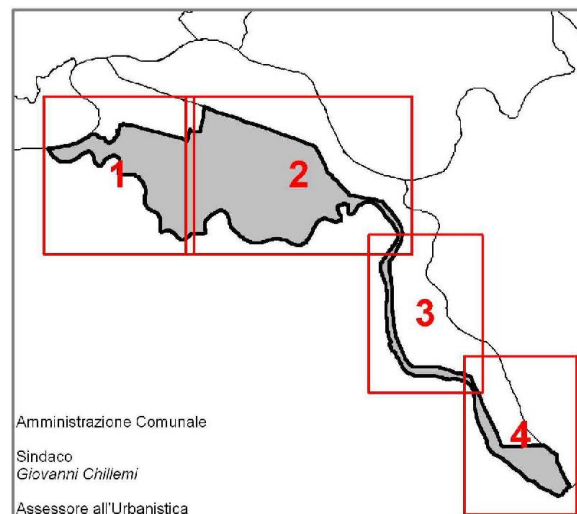 1
2
3
4
Amministrazione Comunale
Sindaco
Giovanni Chillemi
Assessore all'Urbanistica